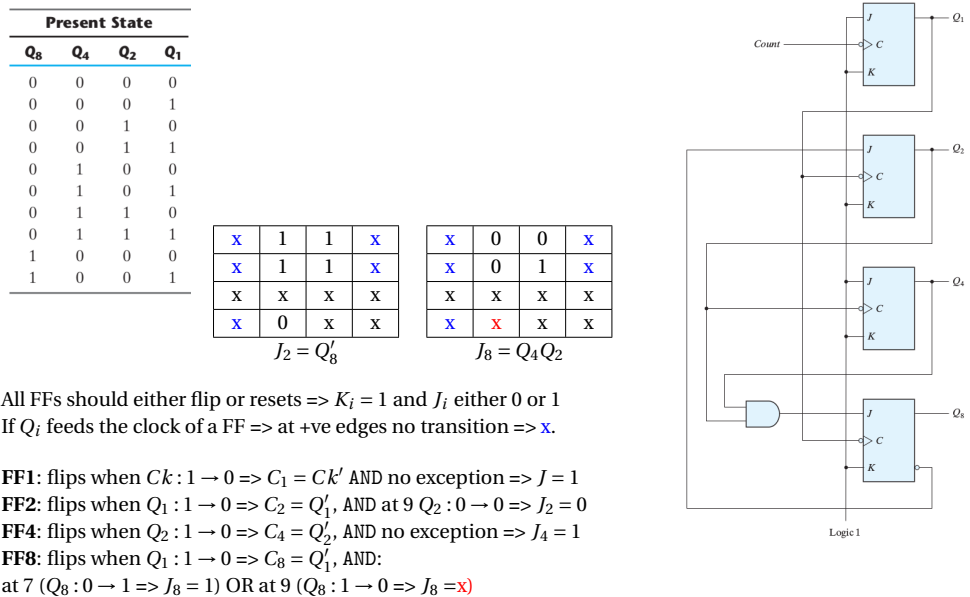 Present State
Q8 Q4 Q2 Q1
0 0 0 0
0 0 0 1
0 0 1 0
0 0 1 1
0 1 0 0
0 1 0 1
0 1 1 0
0 1 1 1
1 0 0 0
1 0 0 1
x 1 1 x
x 1 1 x
x x x x
x 0 x x
J₂ = Q′₈
x 0 0 x
x 0 1 x
x x x x
x x x x
J₈ = Q₄Q₂
All FFs should either flip or resets => Kᵢ = 1 and Jᵢ either 0 or 1
If Qᵢ feeds the clock of a FF => at +ve edges no transition => x.
FF1: flips when Ck : 1 → 0 => C₁ = Ck′ AND no exception => J = 1
FF2: flips when Q₁ : 1 → 0 => C₂ = Q′₁, AND at 9 Q₂ : 0 → 0 => J₂ = 0
FF4: flips when Q₂ : 1 → 0 => C₄ = Q′₂, AND no exception => J₄ = 1
FF8: flips when Q₁ : 1 → 0 => C₈ = Q′₁, AND:
at 7 (Q₈ : 0 → 1 => J₈ = 1) OR at 9 (Q₈ : 1 → 0 => J₈ =x)
J
Q₁
Count
C
K
J
Q₂
C
K
J
Q₄
C
K
J
Q₈
C
K
Logic 1